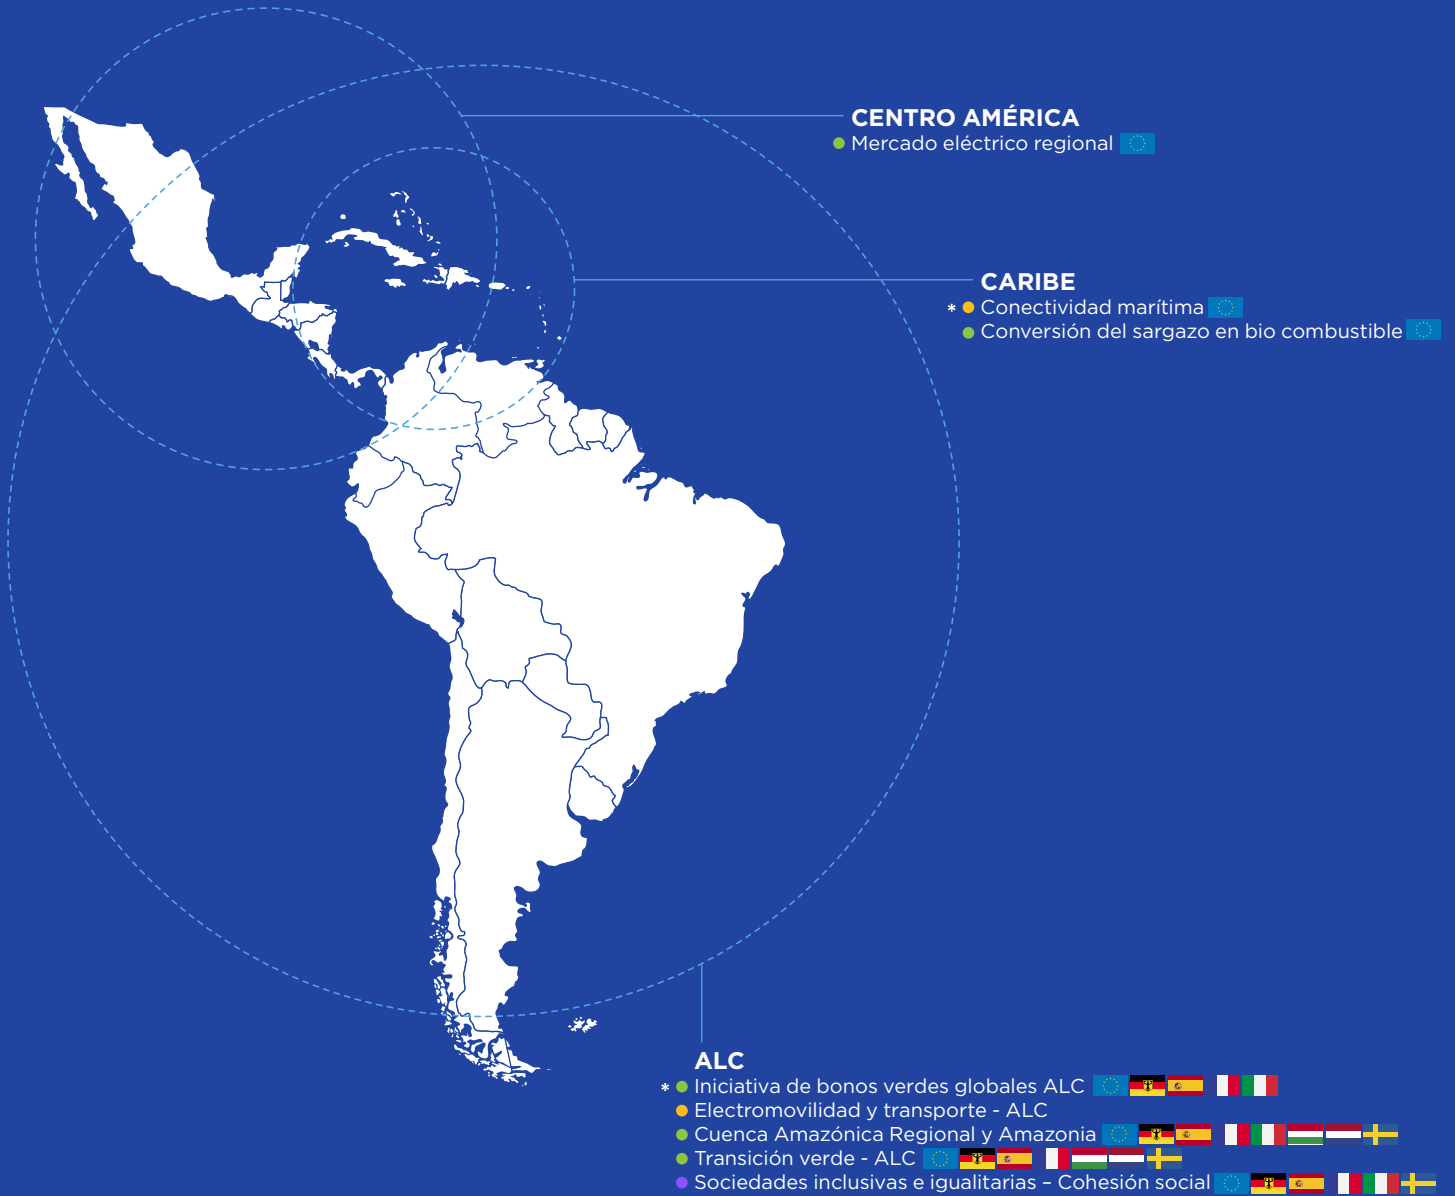 CENTRO AMÉRICA
Mercado eléctrico regional
CARIBE
* Conectividad marítima
Conversión del sargazo en bio combustible
ALC
* Iniciativa de bonos verdes globales ALC
Electromovilidad y transporte - ALC
Cuenca Amazónica Regional y Amazonia
Transición verde - ALC
Sociedades inclusivas e igualitarias – Cohesión social